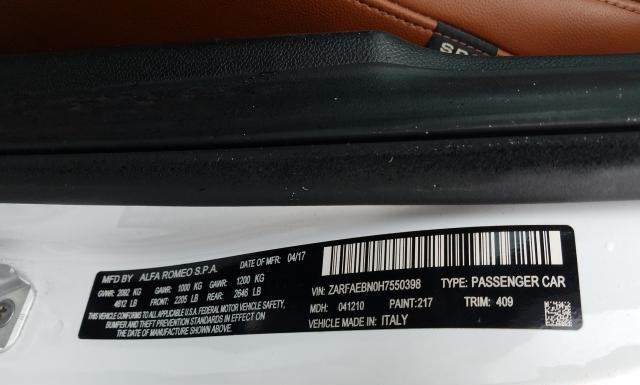 SPA
MFD BY ALFA ROMEO S.P.A. DATE OF MFR: 04/17
GVWR: 2092 KG GAWR: 1000 KG GAWR: 1200 KG
4612 LB FRONT: 2205 LB REAR: 2646 LB
THIS VEHICLE CONFORMS TO ALL APPLICABLE U.S.A. FEDERAL MOTOR VEHICLE SAFETY,
BUMPER AND THEFT PREVENTION STANDARDS IN EFFECT ON
THE DATE OF MANUFACTURE SHOWN ABOVE
VIN: ZARFAEBN0H7550398 TYPE: PASSENGER CAR
MDH: 041210 PAINT: 217 TRIM: 409
VEHICLE MADE IN: ITALY